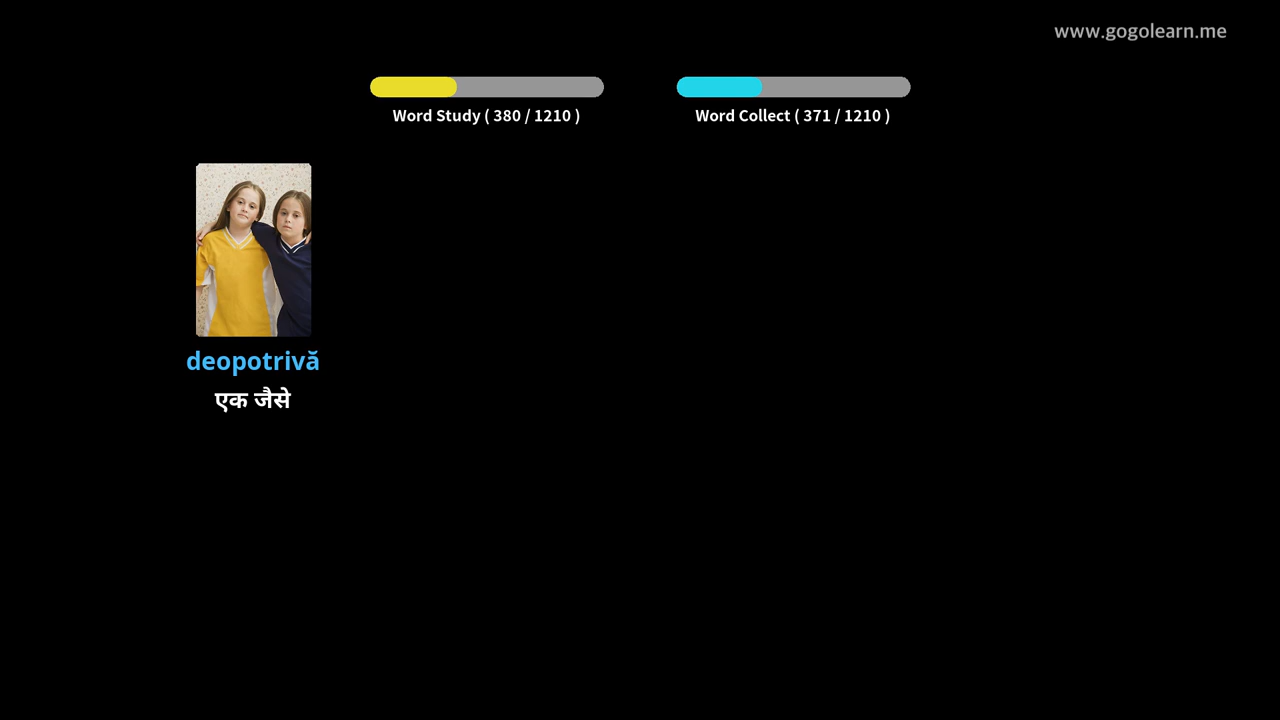 www.gogolearn.me
Word Study ( 380 / 1210 )
Word Collect ( 371 / 1210 )
deopotrivă
एक जैसे